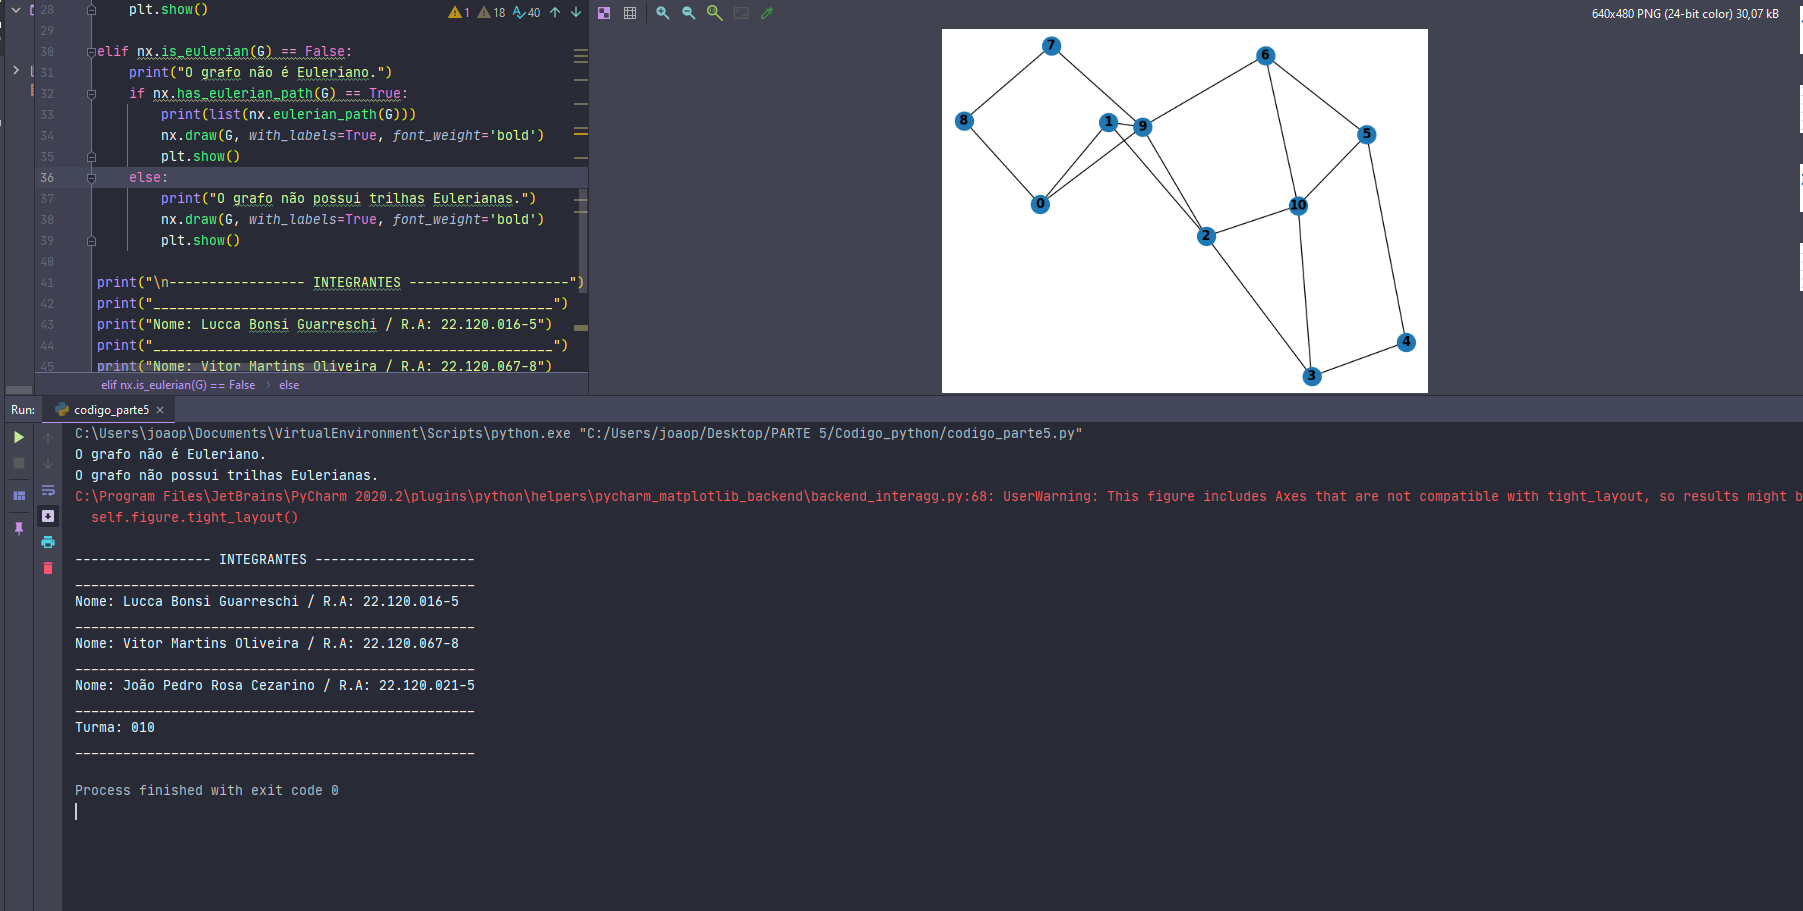 28 plt.show()
1 18 40
29
30 elif nx.is_eulerian(G) == False:
31 print("O grafo não é Euleriano.")
32 if nx.has_eulerian_path(G) == True:
33 print(list(nx.eulerian_path(G)))
34 nx.draw(G, with_labels=True, font_weight='bold')
35 plt.show()
36 else:
37 print("O grafo não possui trilhas Eulerianas.")
38 nx.draw(G, with_labels=True, font_weight='bold')
39 plt.show()
40
41 print("\n----------------- INTEGRANTES --------------------")
42 print("__________________________________________________")
43 print("Nome: Lucca Bonsi Guarreschi / R.A: 22.120.016-5")
44 print("__________________________________________________")
45 print("Nome: Vitor Martins Oliveira / R.A: 22.120.067-8")
elif nx.is_eulerian(G) == False > else
640x480 PNG (24-bit color) 30,07 kB
7
6
8
1
9
5
0
10
2
4
3
Run: codigo_parte5 ×
C:\Users\joaop\Documents\VirtualEnvironment\Scripts\python.exe "C:/Users/joaop/Desktop/PARTE 5/Codigo_python/codigo_parte5.py"
O grafo não é Euleriano.
O grafo não possui trilhas Eulerianas.
C:\Program Files\JetBrains\PyCharm 2020.2\plugins\python\helpers\pycharm_matplotlib_backend\backend_interagg.py:68: UserWarning: This figure includes Axes that are not compatible with tight_layout, so results might b
self.figure.tight_layout()
----------------- INTEGRANTES --------------------
__________________________________________________
Nome: Lucca Bonsi Guarreschi / R.A: 22.120.016-5
__________________________________________________
Nome: Vitor Martins Oliveira / R.A: 22.120.067-8
__________________________________________________
Nome: João Pedro Rosa Cezarino / R.A: 22.120.021-5
__________________________________________________
Turma: 010
__________________________________________________
Process finished with exit code 0